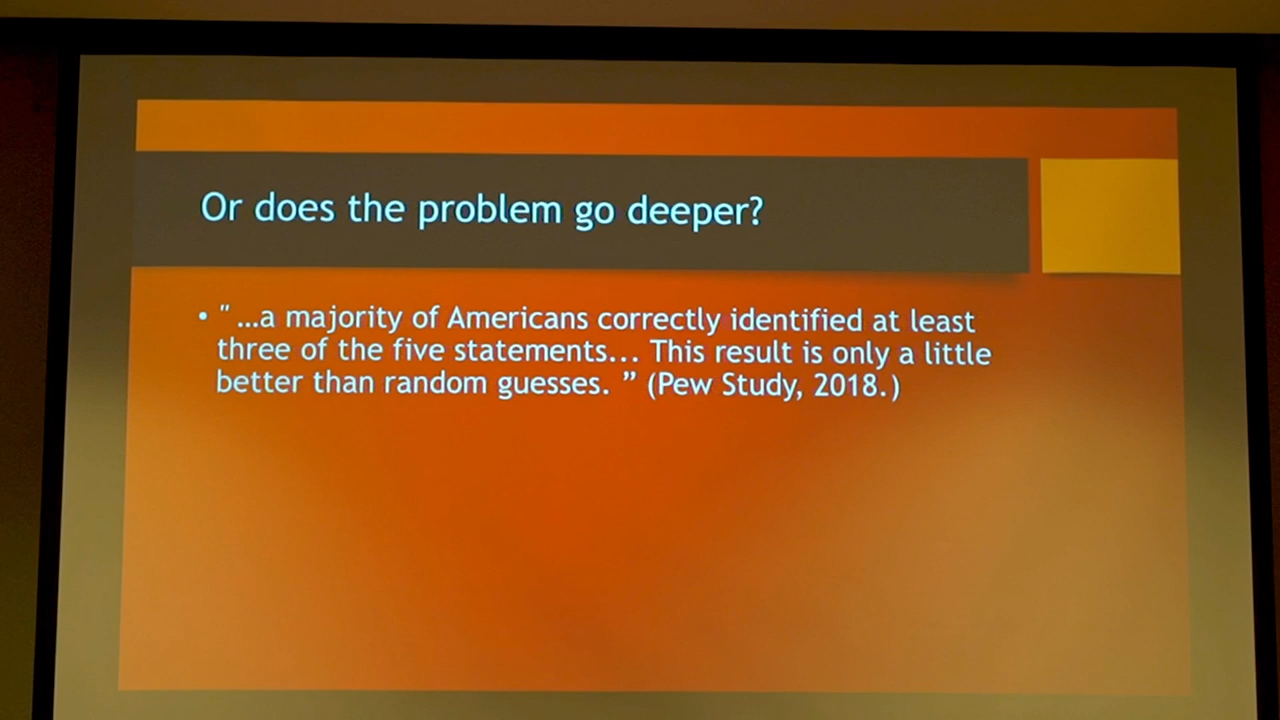 Or does the problem go deeper?
• " ...a majority of Americans correctly identified at least
three of the five statements... This result is only a little
better than random guesses. ” (Pew Study, 2018.)